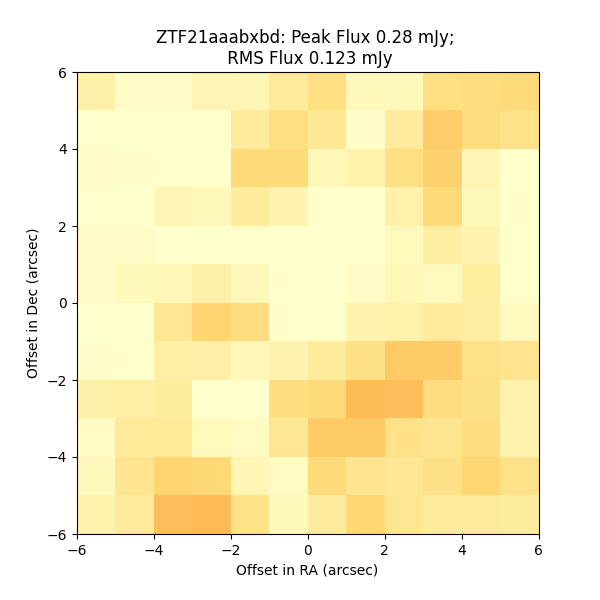 ZTF21aaabxbd: Peak Flux 0.28 mJy;
RMS Flux 0.123 mJy
6
4
2
0
−2
−4
−6
Offset in Dec (arcsec)
−6 −4 −2 0 2 4 6
Offset in RA (arcsec)